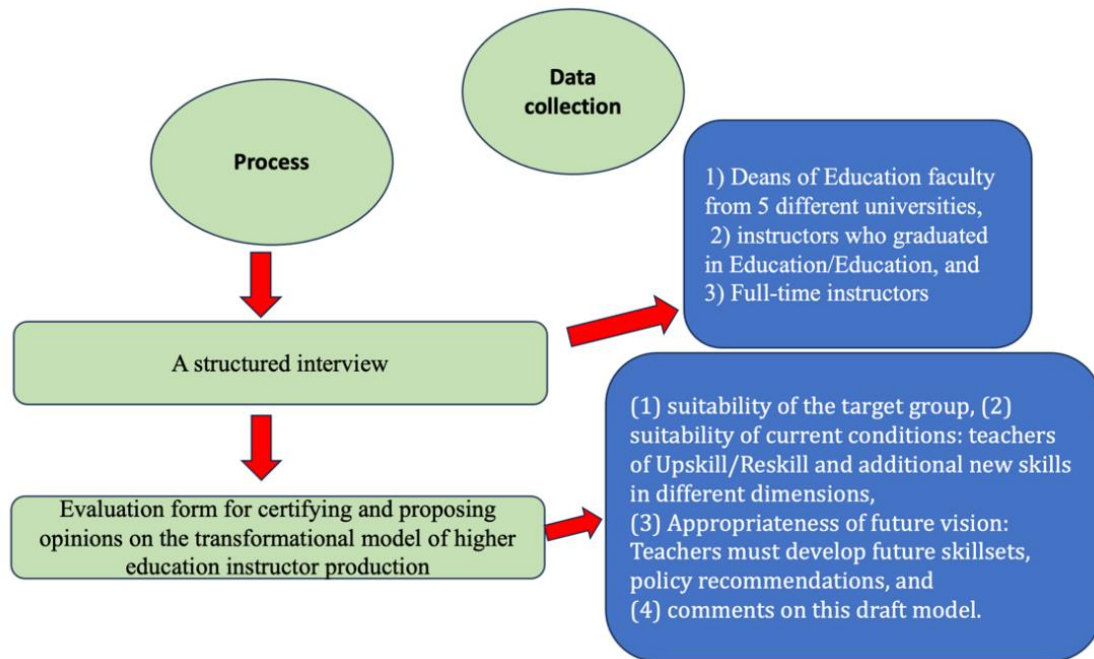 Data
collection
Process
1) Deans of Education faculty
from 5 different universities,
2) instructors who graduated
in Education/Education, and
3) Full-time instructors
A structured interview
(1) suitability of the target group, (2)
suitability of current conditions: teachers
of Upskill/Reskill and additional new skills
in different dimensions,
(3) Appropriateness of future vision:
Teachers must develop future skillsets,
policy recommendations, and
(4) comments on this draft model.
Evaluation form for certifying and proposing
opinions on the transformational model of higher
education instructor production